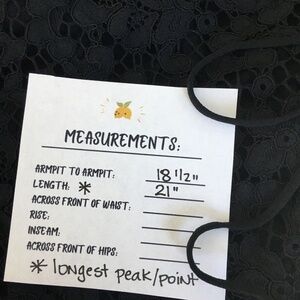 MEASUREMENTS:
ARMPIT TO ARMPIT: 18 1/2"
LENGTH: * 21"
ACROSS FRONT OF WAIST:
RISE:
INSEAM:
ACROSS FRONT OF HIPS:
* longest peak/point